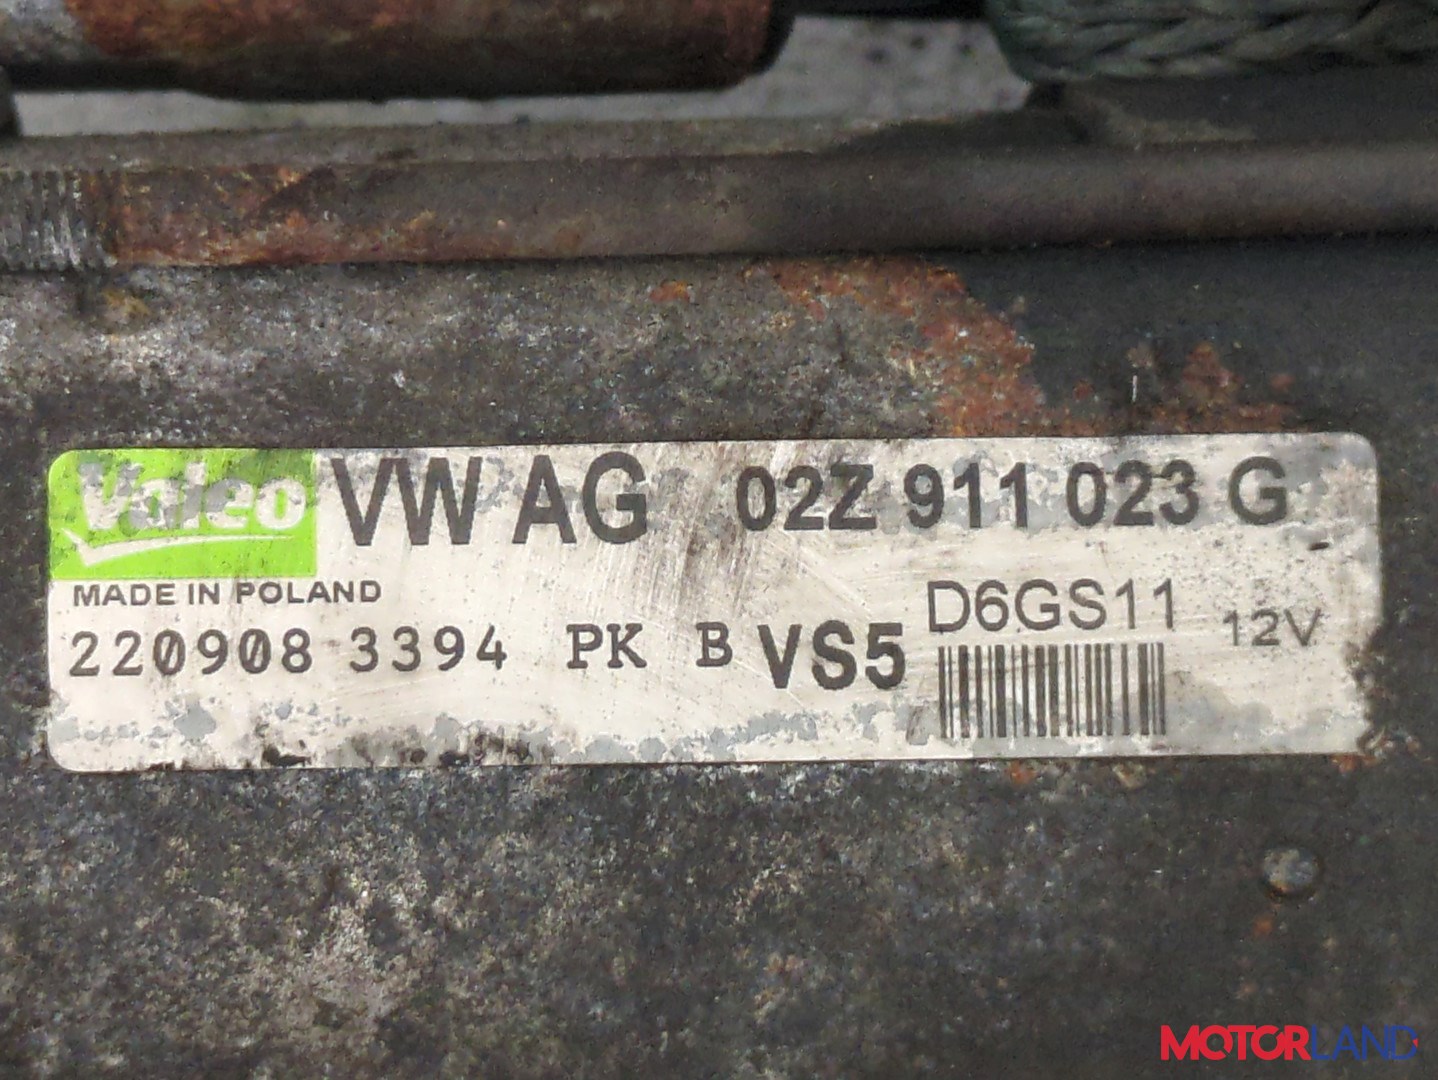 Valeo VW AG 02Z 911 023 G
MADE IN POLAND
D6GS11 12V
220908 3394 PK B VS5
MOTORLAND